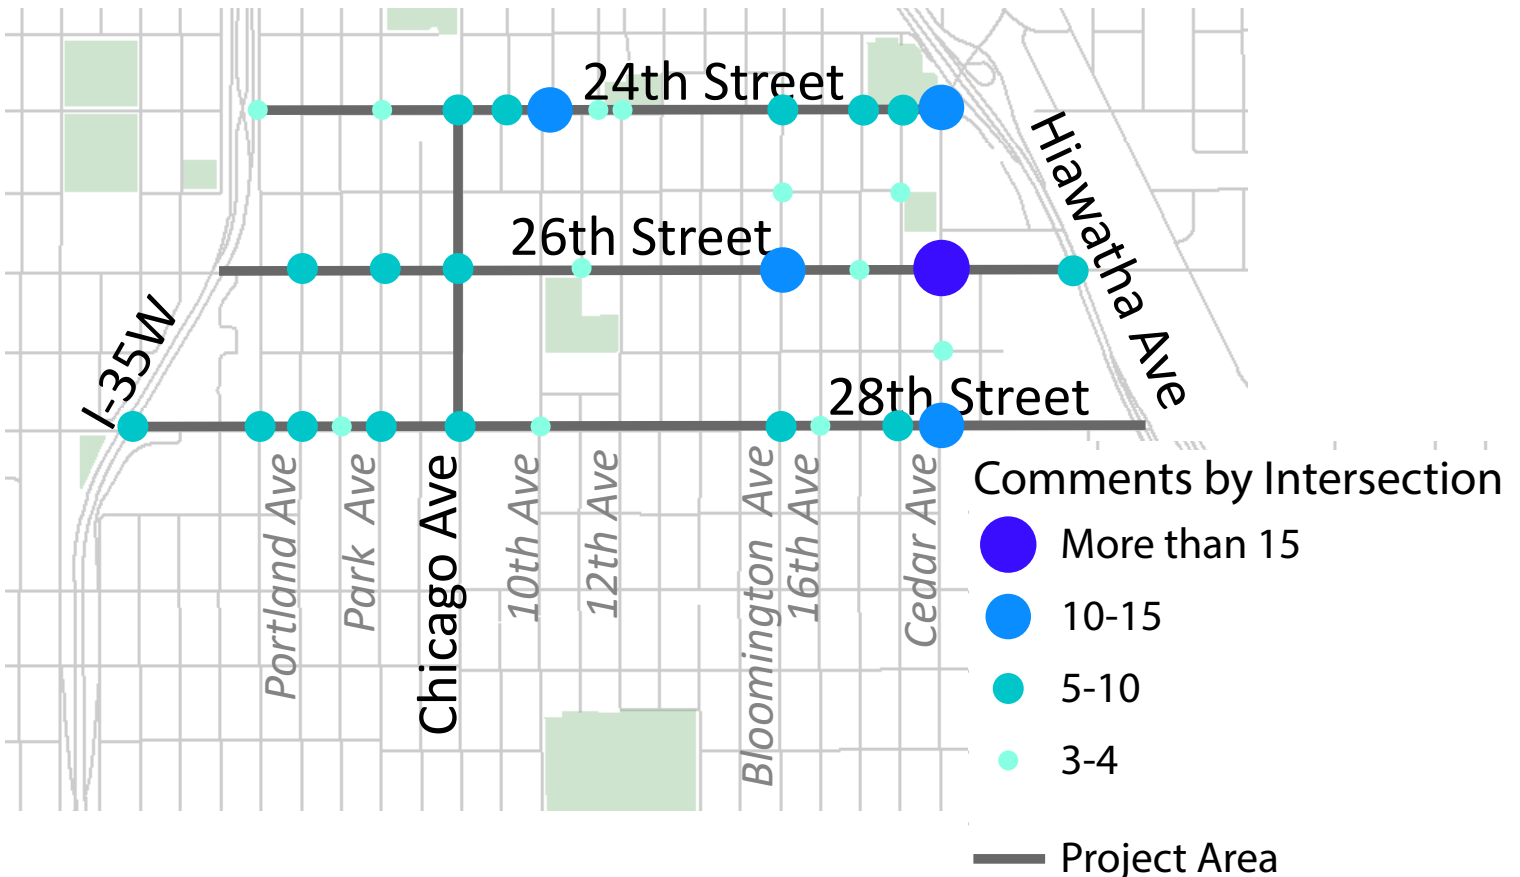 24th Street
Hiawatha Ave
26th Street
I-35W
28th Street
Portland Ave
Park Ave
Chicago Ave
10th Ave
12th Ave
Bloomington Ave
16th Ave
Cedar Ave
Comments by Intersection
More than 15
10-15
5-10
3-4
Project Area